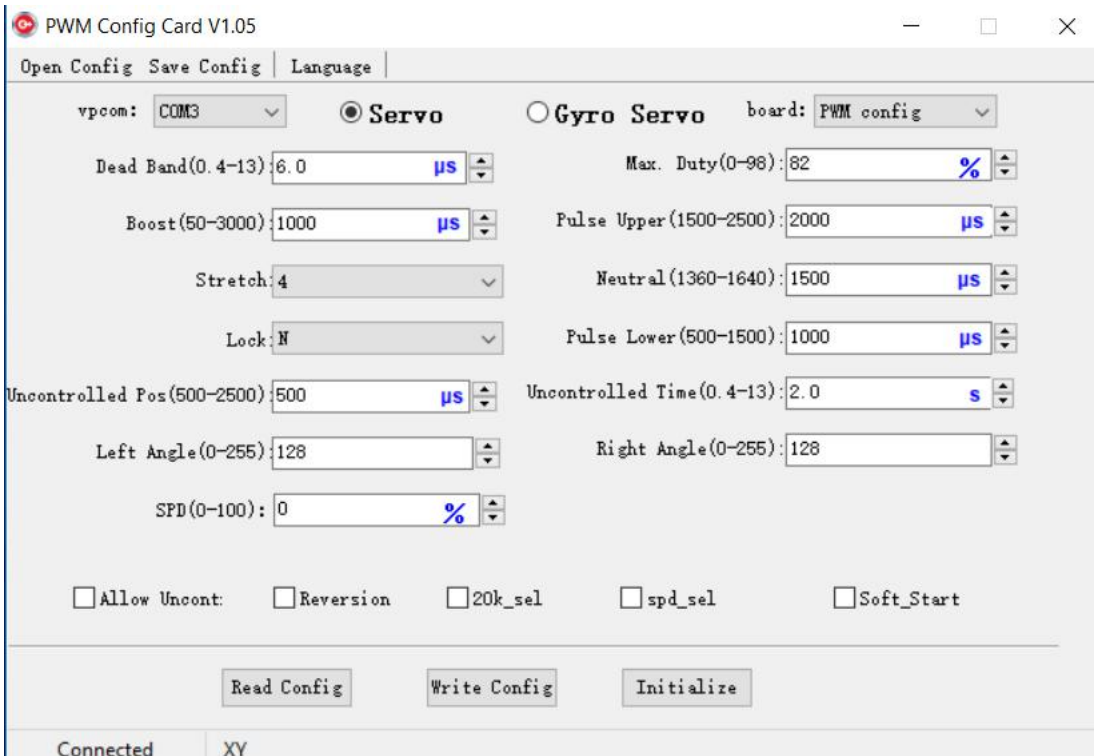 PWM Config Card V1.05
Open Config Save Config Language
vpcom: COM3 Servo Gyro Servo board: PWM config
Dead Band(0.4-13): 6.0 µs Max. Duty(0-98): 82 %
Boost(50-3000): 1000 µs Pulse Upper(1500-2500): 2000 µs
Stretch: 4 Neutral(1360-1640): 1500 µs
Lock: N Pulse Lower(500-1500): 1000 µs
Uncontrolled Pos(500-2500): 500 µs Uncontrolled Time(0.4-13): 2.0 s
Left Angle(0-255): 128 Right Angle(0-255): 128
SPD(0-100): 0 %
Allow Uncont: Reversion 20k_sel spd_sel Soft_Start
Read Config Write Config Initialize
Connected XY